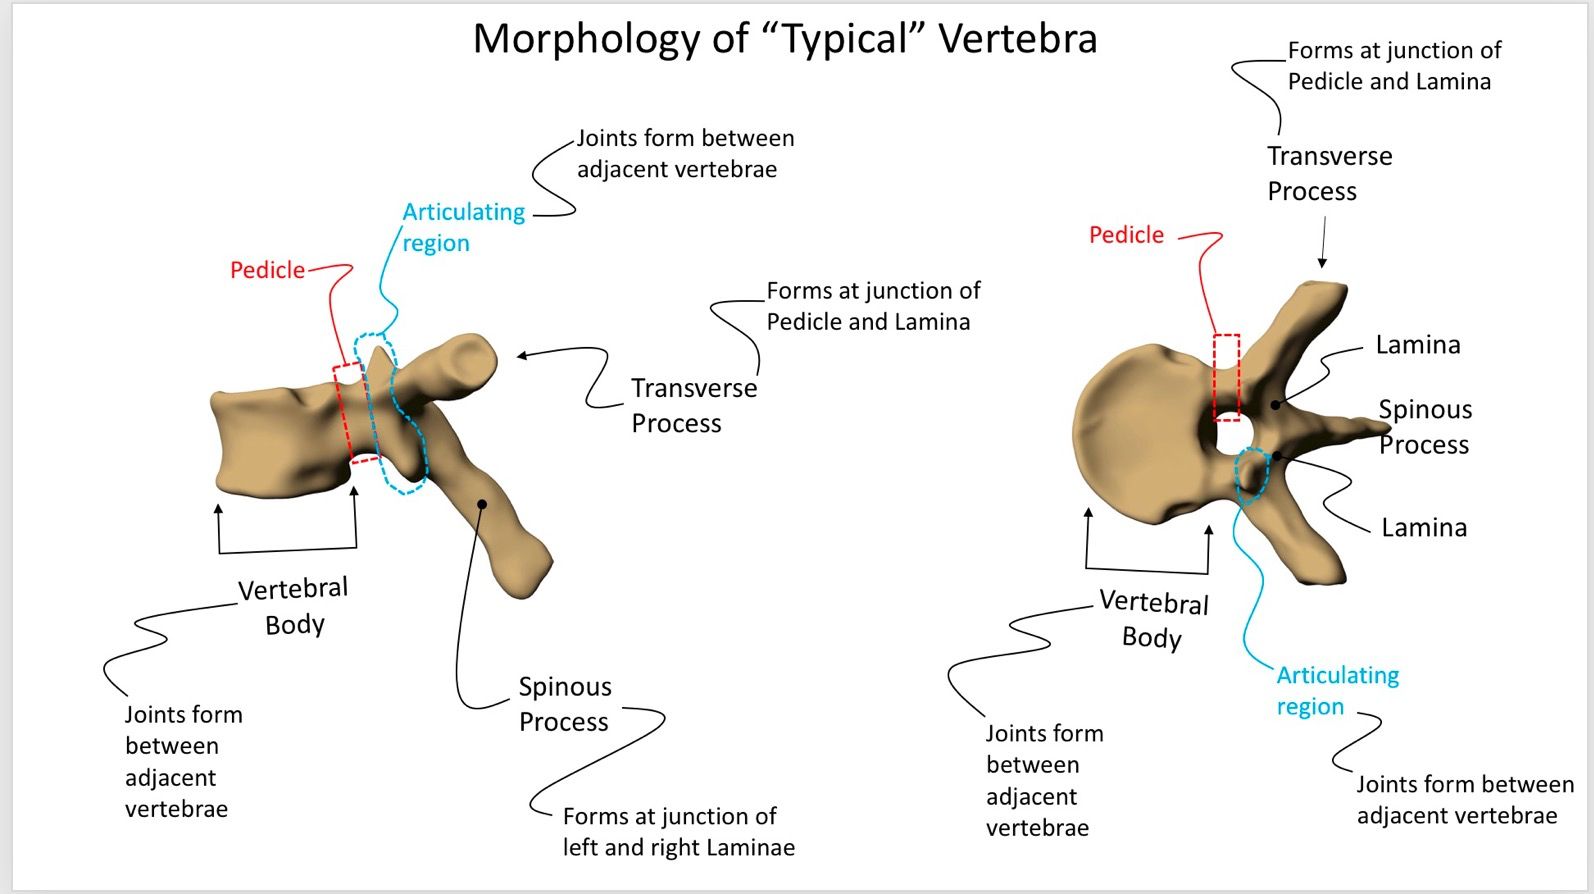 Morphology of “Typical” Vertebra
Joints form between
adjacent vertebrae
Articulating
region
Pedicle
Forms at junction of
Pedicle and Lamina
Transverse
Process
Vertebral
Body
Joints form
between
adjacent
vertebrae
Spinous
Process
Forms at junction of
left and right Laminae
Forms at junction of
Pedicle and Lamina
Transverse
Process
Pedicle
Lamina
Spinous
Process
Lamina
Vertebral
Body
Joints form
between
adjacent
vertebrae
Articulating
region
Joints form between
adjacent vertebrae